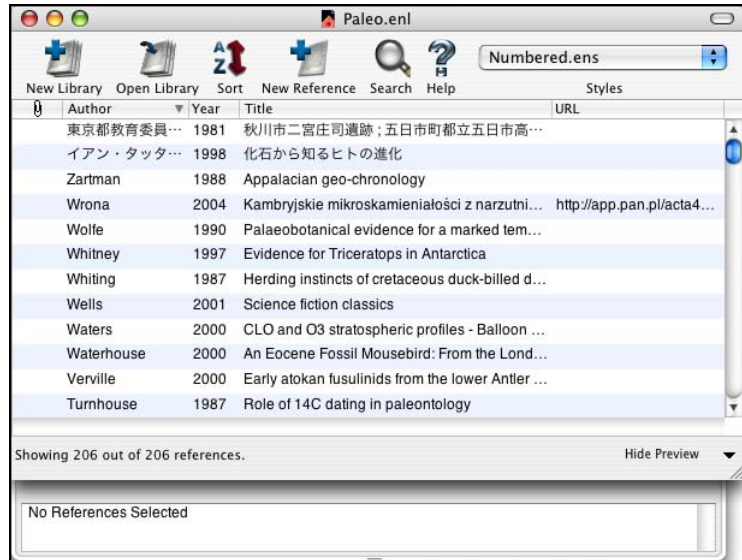 Paleo.enl
New Library Open Library Sort New Reference Search Help Numbered.ens Styles
Author Year Title URL
東京都教育委員… 1981 秋川市二宮庄司遺跡 ; 五日市町都立五日市高…
イアン・タッタ… 1998 化石から知るヒトの進化
Zartman 1988 Appalacian geo-chronology
Wrona 2004 Kambryjskie mikroskamieniałości z narzutni... http://app.pan.pl/acta4...
Wolfe 1990 Palaeobotanical evidence for a marked tem...
Whitney 1997 Evidence for Triceratops in Antarctica
Whiting 1987 Herding instincts of cretaceous duck-billed d...
Wells 2001 Science fiction classics
Waters 2000 CLO and O3 stratospheric profiles - Balloon ...
Waterhouse 2000 An Eocene Fossil Mousebird: From the Lond...
Verville 2000 Early atokan fusulinids from the lower Antler ...
Turnhouse 1987 Role of 14C dating in paleontology
Showing 206 out of 206 references. Hide Preview
No References Selected